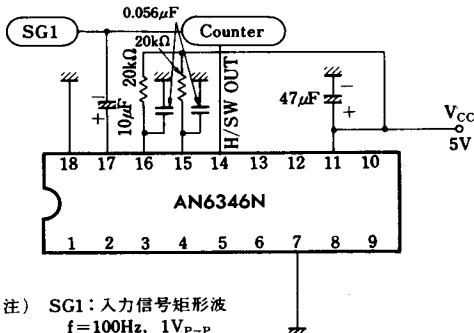 0.056μF
SG1
Counter
20kΩ
20kΩ
10μF
H/SW OUT
47μF
VCC
5V
18 17 16 15 14 13 12 11 10
AN6346N
1 2 3 4 5 6 7 8 9
注） SG1：入力信号矩形波
f=100Hz, 1VP-P